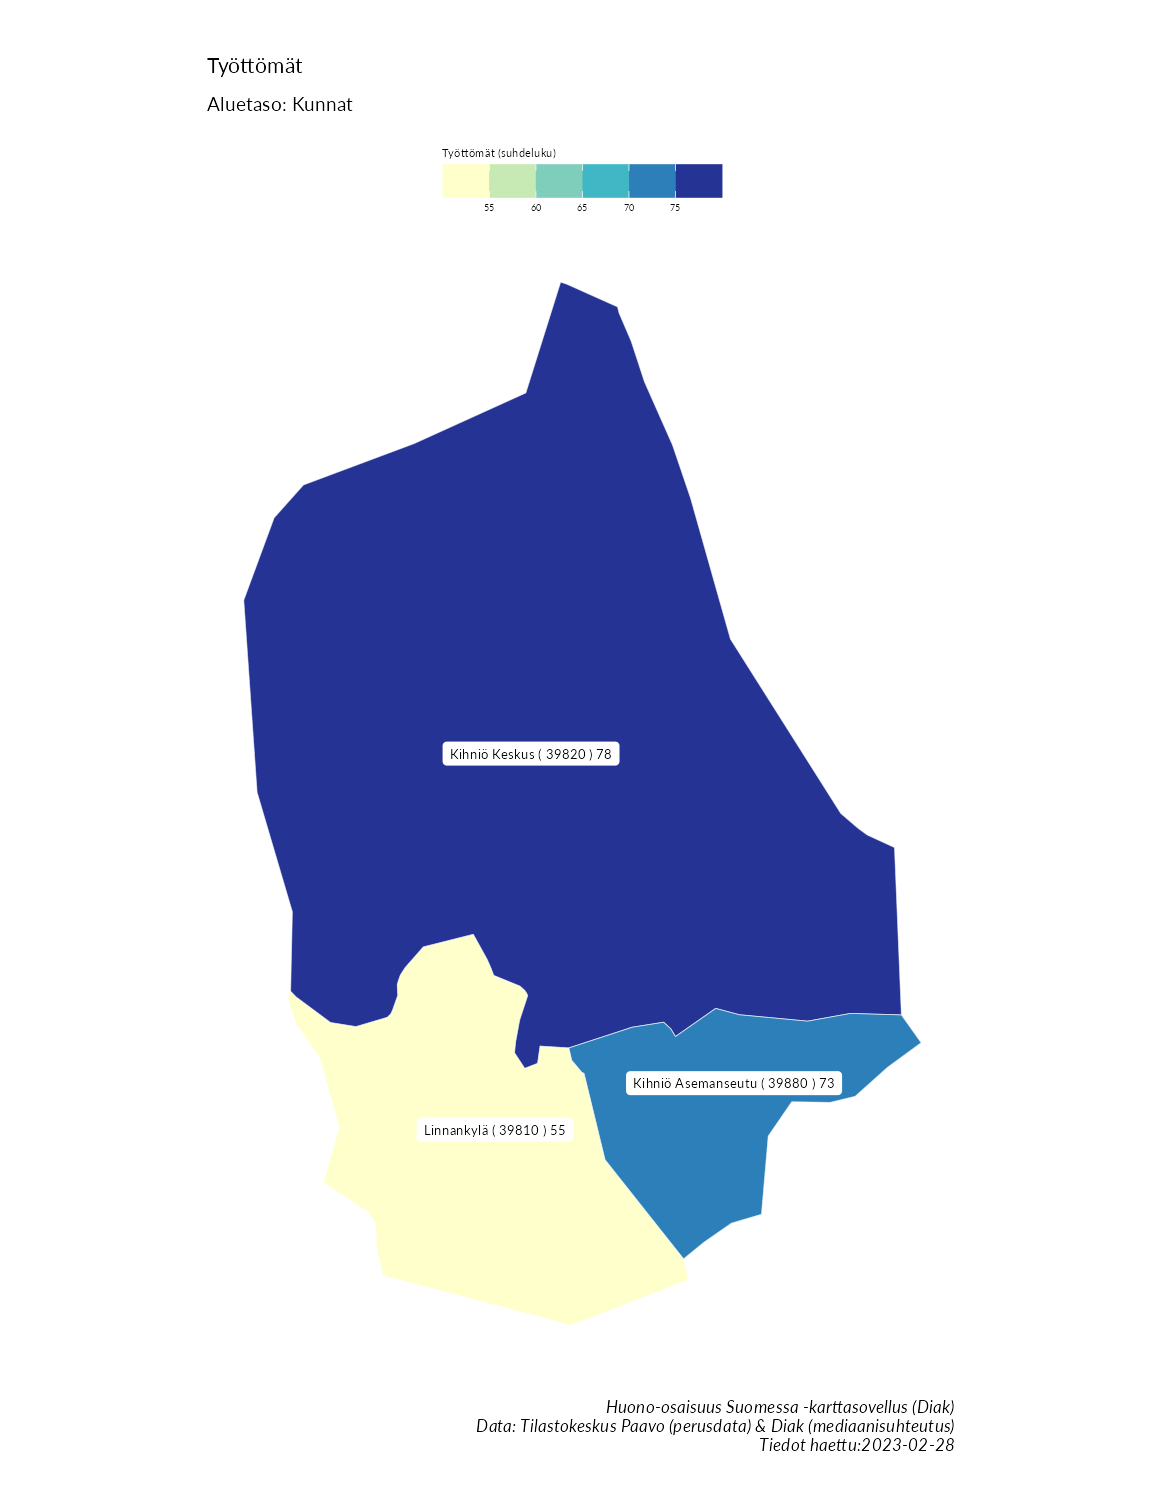 Työttömät
Aluetaso: Kunnat
Työttömät (suhdeluku)
55 60 65 70 75
Kihniö Keskus ( 39820 ) 78
Kihniö Asemanseutu ( 39880 ) 73
Linnankylä ( 39810 ) 55
Huono-osaisuus Suomessa -karttasovellus (Diak)
Data: Tilastokeskus Paavo (perusdata) & Diak (mediaanisuhteutus)
Tiedot haettu:2023-02-28